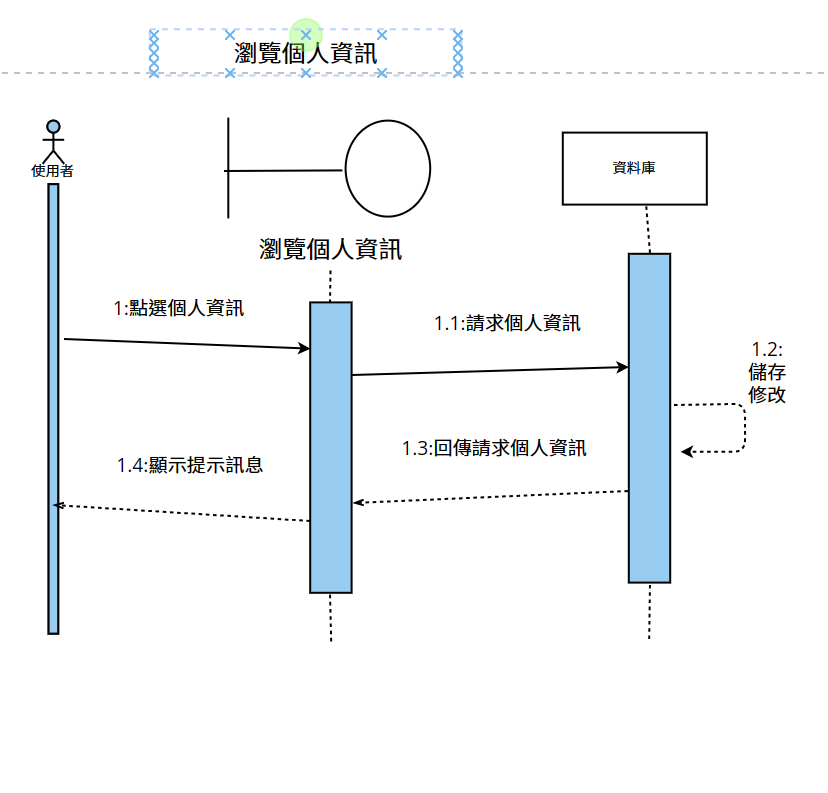 瀏覽個人資訊
使用者
資料庫
瀏覽個人資訊
1:點選個人資訊
1.1:請求個人資訊
1.2:
儲存
修改
1.3:回傳請求個人資訊
1.4:顯示提示訊息